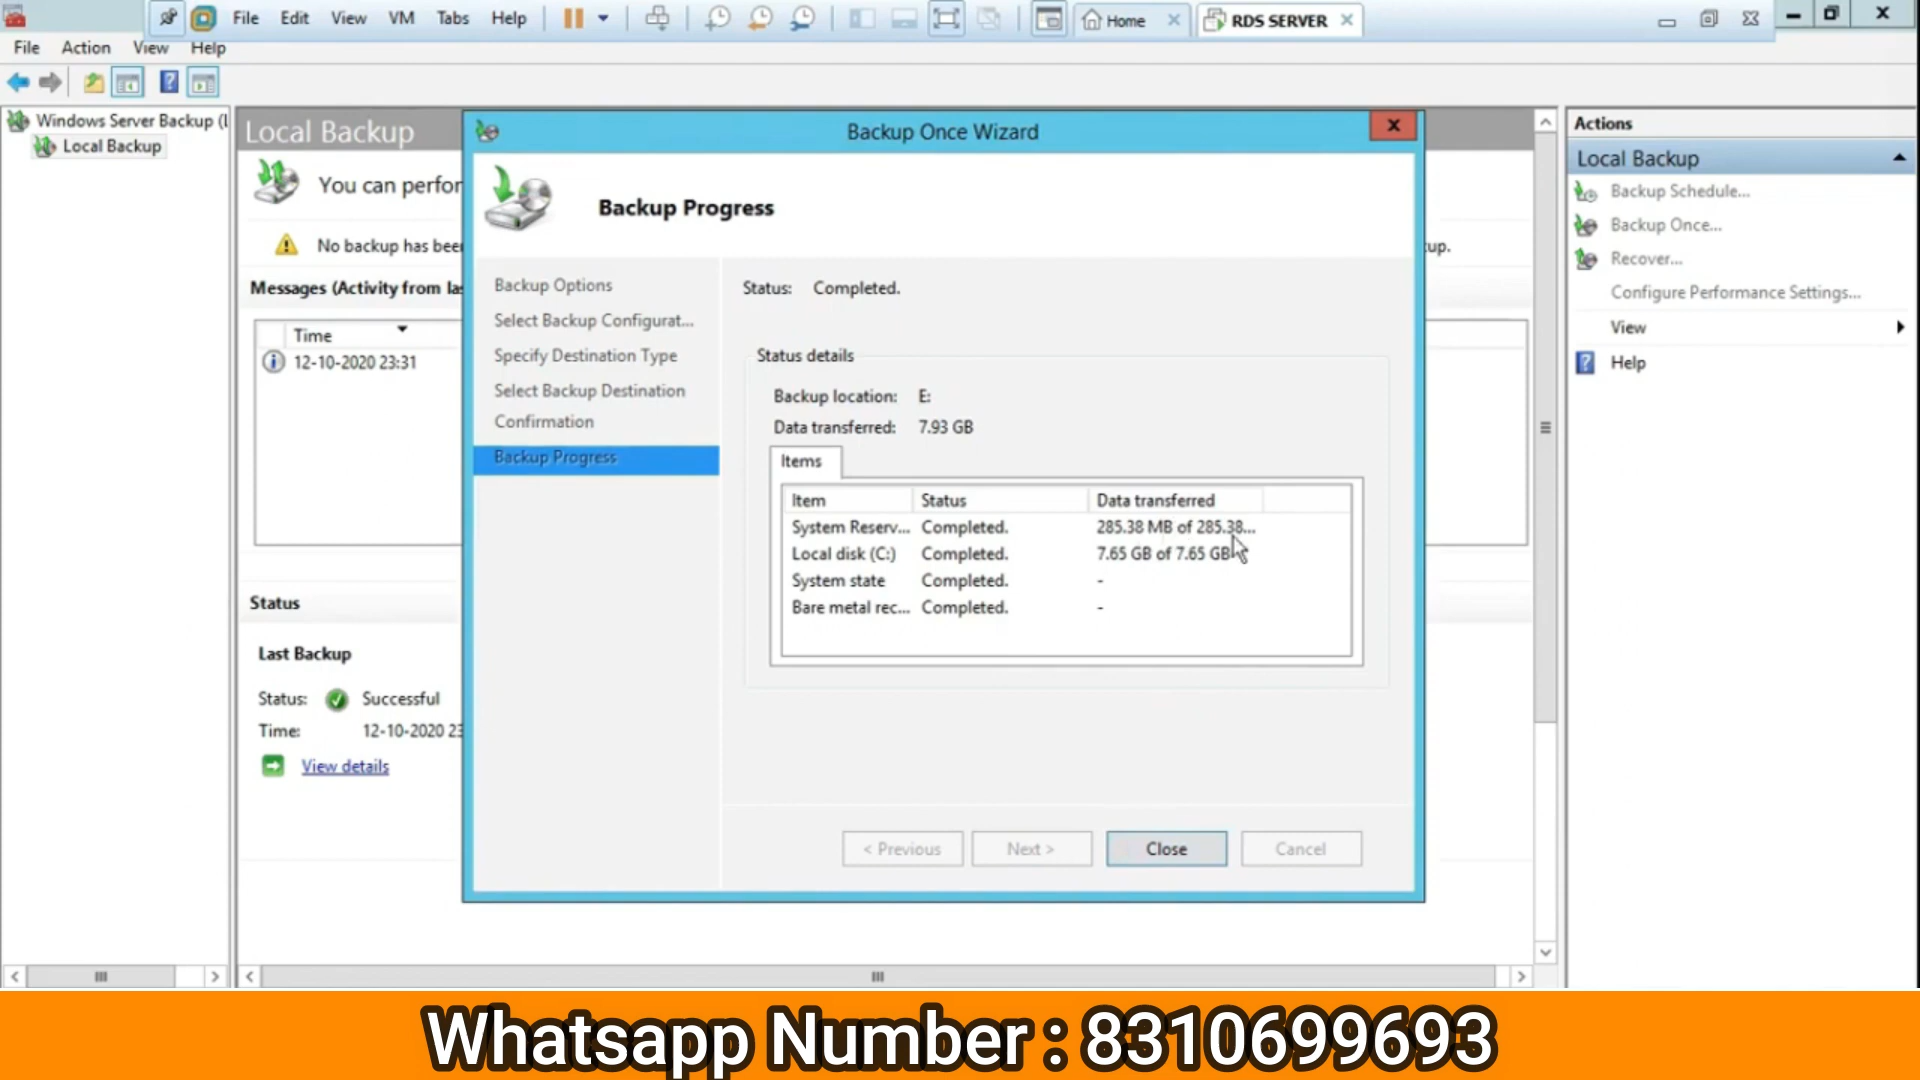 File Edit View VM Tabs Help Home RDS SERVER
File Action View Help
Windows Server Backup (L
Local Backup
Local Backup
You can perfor
No backup has bee
up.
Messages (Activity from las
Time
12-10-2020 23:31
Status
Last Backup
Status: Successful
Time: 12-10-2020 23
View details
Backup Once Wizard
Backup Progress
Backup Options
Select Backup Configurat...
Specify Destination Type
Select Backup Destination
Confirmation
Backup Progress
Status: Completed.
Status details
Backup location: E:
Data transferred: 7.93 GB
Items
Item Status Data transferred
System Reserv... Completed. 285.38 MB of 285.38...
Local disk (C:) Completed. 7.65 GB of 7.65 GB
System state Completed. -
Bare metal rec... Completed. -
< Previous Next > Close Cancel
Actions
Local Backup
Backup Schedule...
Backup Once...
Recover...
Configure Performance Settings...
View
Help
Whatsapp Number : 8310699693